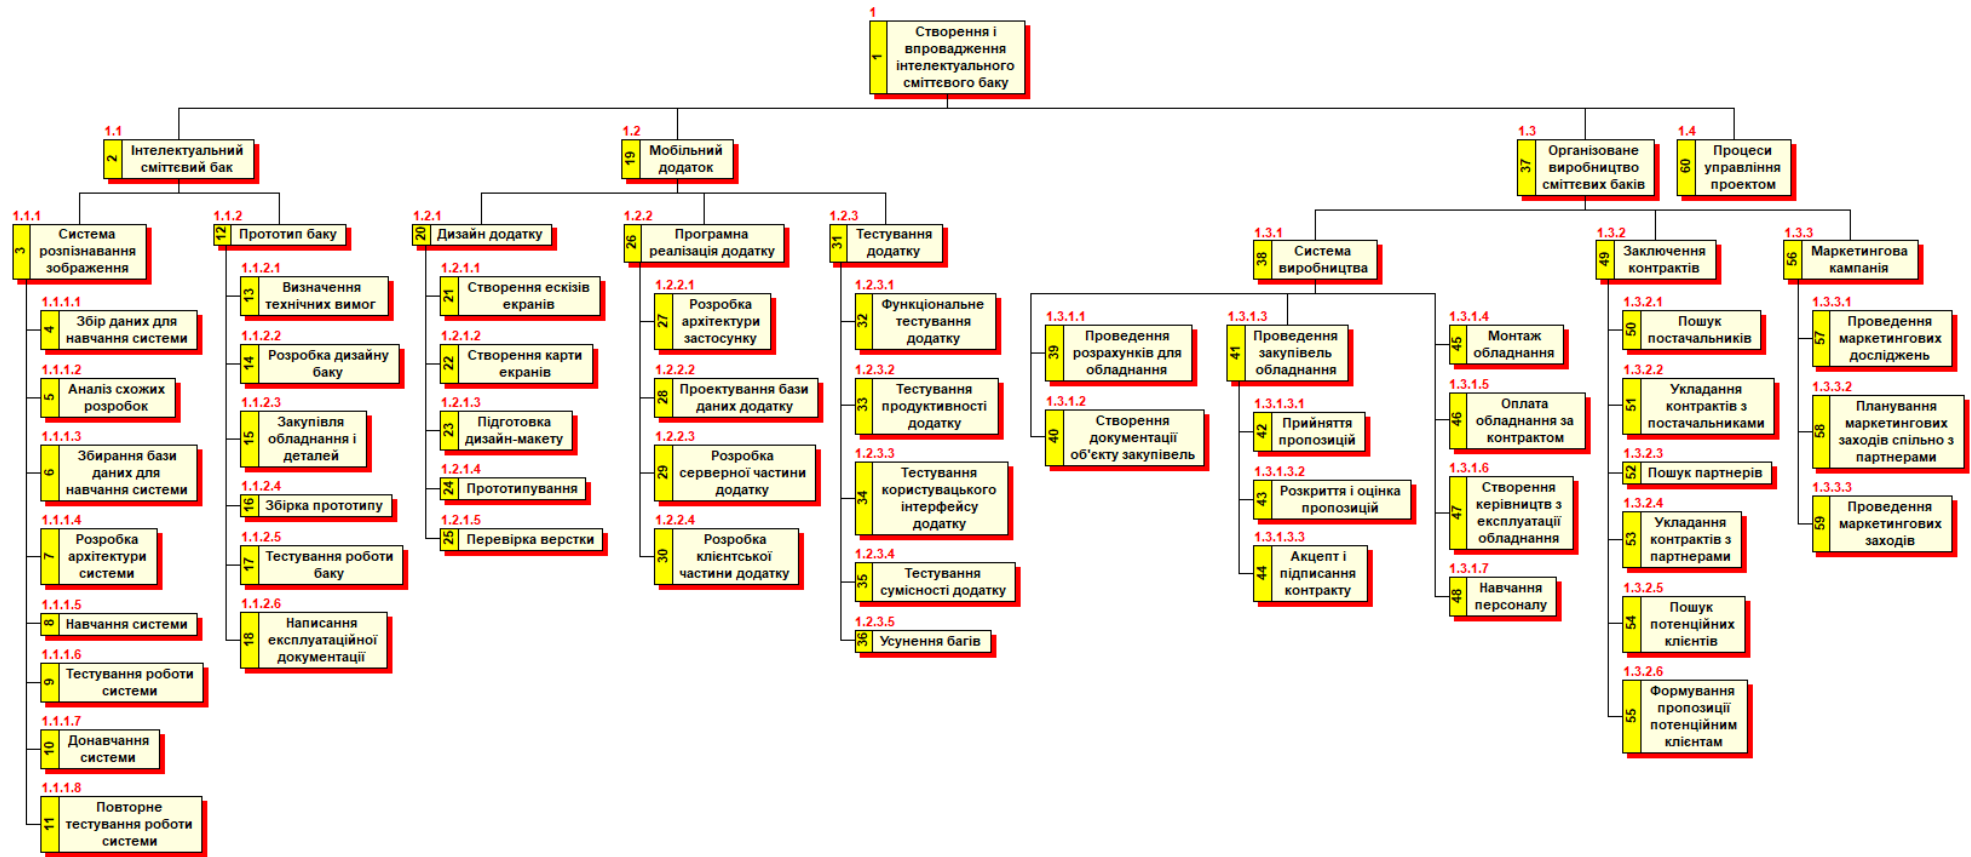 1
1
Створення і
впровадження
інтелектуального
сміттєвого баку
1.1
2
Інтелектуальний
сміттєвий бак
1.1.1
3
Система
розпізнавання
зображення
1.1.1.1
4
Збір даних для
навчання системи
1.1.1.2
5
Аналіз схожих
розробок
1.1.1.3
6
Збирання бази
даних для
навчання системи
1.1.1.4
7
Розробка
архітектури
системи
1.1.1.5
8
Навчання системи
1.1.1.6
9
Тестування роботи
системи
1.1.1.7
10
Донавчання
системи
1.1.1.8
11
Повторне
тестування роботи
системи
1.1.2
12
Прототип баку
1.1.2.1
13
Визначення
технічних вимог
1.1.2.2
14
Розробка дизайну
баку
1.1.2.3
15
Закупівля
обладнання і
деталей
1.1.2.4
16
Збірка прототипу
1.1.2.5
17
Тестування роботи
баку
1.1.2.6
18
Написання
експлуатаційної
документації
1.2
19
Мобільний
додаток
1.2.1
20
Дизайн додатку
1.2.1.1
21
Створення ескізів
екранів
1.2.1.2
22
Створення карти
екранів
1.2.1.3
23
Підготовка
дизайн-макету
1.2.1.4
24
Прототипування
1.2.1.5
25
Перевірка верстки
1.2.2
26
Програмна
реалізація додатку
1.2.2.1
27
Розробка
архітектури
застосунку
1.2.2.2
28
Проектування бази
даних додатку
1.2.2.3
29
Розробка
серверної частини
додатку
1.2.2.4
30
Розробка
клієнтської
частини додатку
1.2.3
31
Тестування
додатку
1.2.3.1
32
Функціональне
тестування
додатку
1.2.3.2
33
Тестування
продуктивності
додатку
1.2.3.3
34
Тестування
користувацького
інтерфейсу
додатку
1.2.3.4
35
Тестування
сумісності додатку
1.2.3.5
36
Усунення багів
1.3
37
Організоване
виробництво
сміттєвих баків
1.3.1
38
Система
виробництва
1.3.1.1
39
Проведення
розрахунків для
обладнання
1.3.1.2
40
Створення
документації
об'єкту закупівель
1.3.1.3
41
Проведення
закупівель
обладнання
1.3.1.3.1
42
Прийняття
пропозицій
1.3.1.3.2
43
Розкриття і оцінка
пропозицій
1.3.1.3.3
44
Акцепт і
підписання
контракту
1.3.1.4
45
Монтаж
обладнання
1.3.1.5
46
Оплата
обладнання за
контрактом
1.3.1.6
47
Створення
керівництв з
експлуатації
обладнання
1.3.1.7
48
Навчання
персоналу
1.3.2
49
Заключення
контрактів
1.3.2.1
50
Пошук
постачальників
1.3.2.2
51
Укладання
контрактів з
постачальниками
1.3.2.3
52
Пошук партнерів
1.3.2.4
53
Укладання
контрактів з
партнерами
1.3.2.5
54
Пошук
потенційних
клієнтів
1.3.2.6
55
Формування
пропозиції
потенційним
клієнтам
1.3.3
56
Маркетингова
кампанія
1.3.3.1
57
Проведення
маркетингових
досліджень
1.3.3.2
58
Планування
маркетингових
заходів спільно з
партнерами
1.3.3.3
59
Проведення
маркетингових
заходів
1.4
60
Процеси
управління
проектом